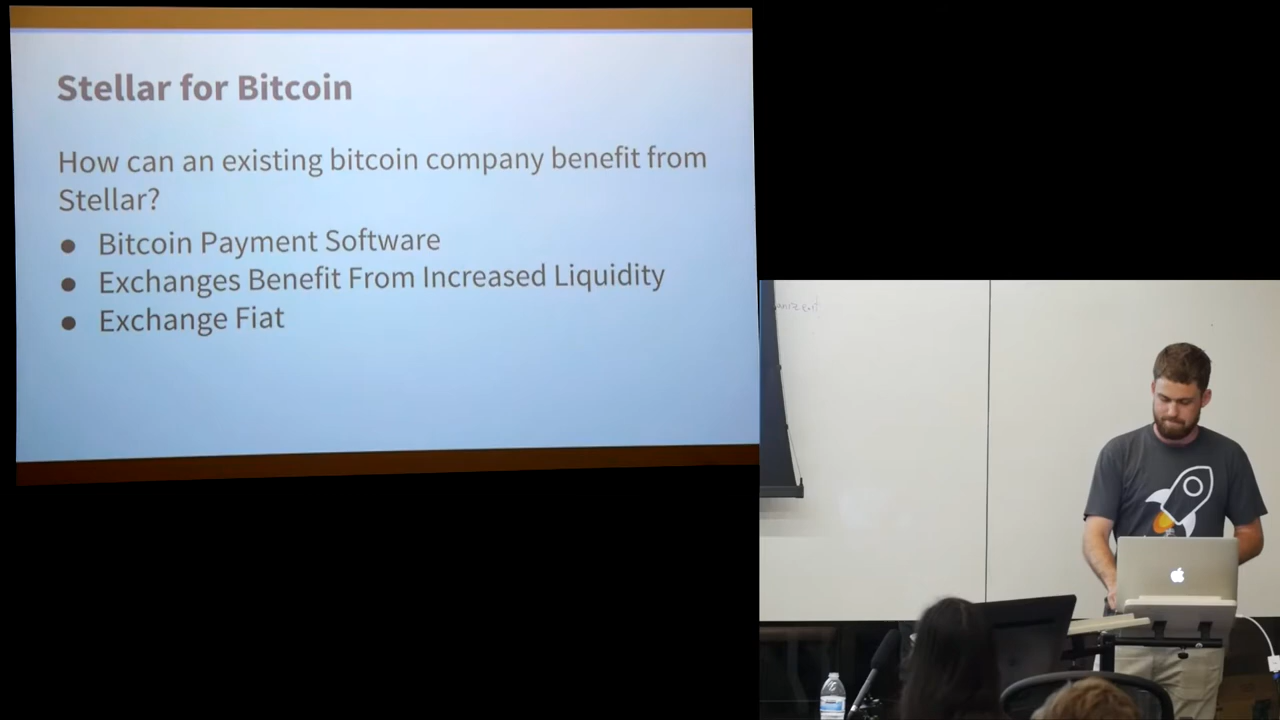 Stellar for Bitcoin
How can an existing bitcoin company benefit from
Stellar?
● Bitcoin Payment Software
● Exchanges Benefit From Increased Liquidity
● Exchange Fiat